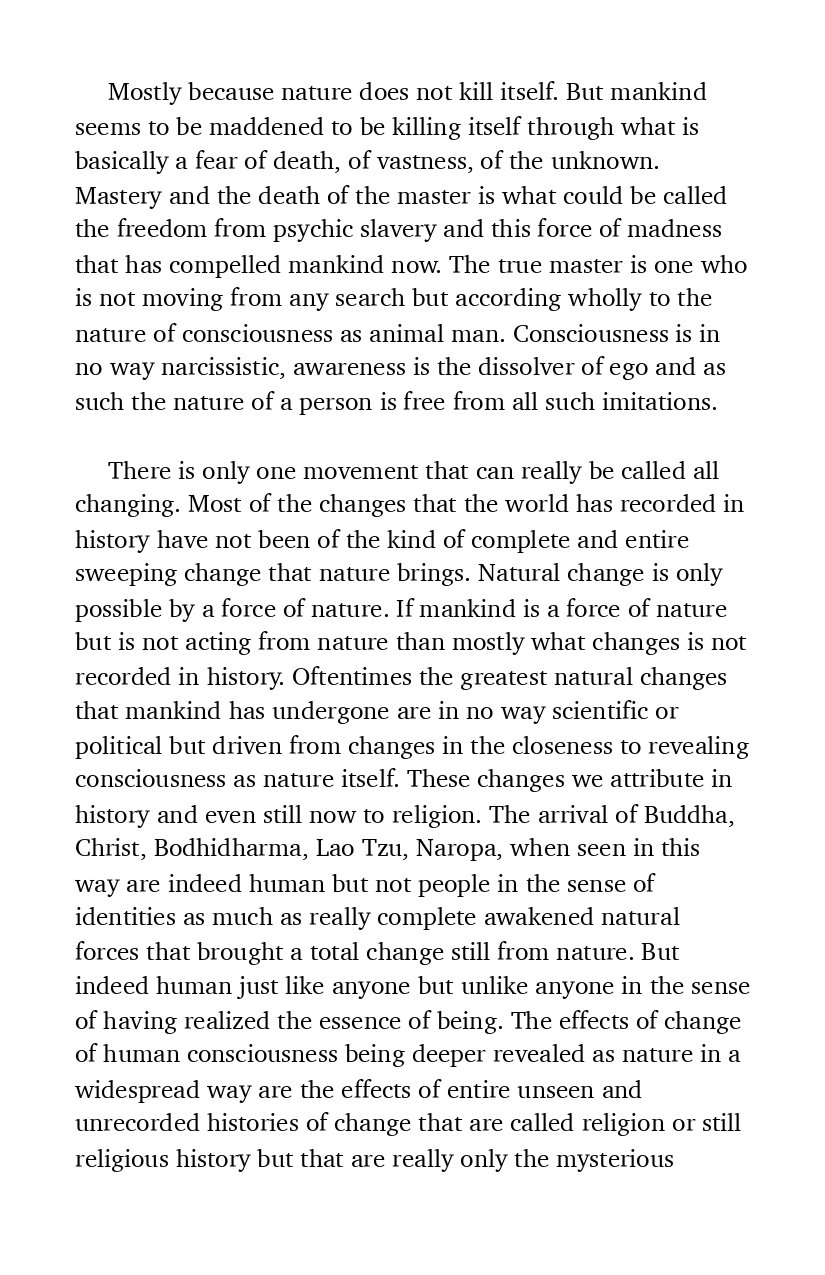 Mostly because nature does not kill itself. But mankind
seems to be maddened to be killing itself through what is
basically a fear of death, of vastness, of the unknown.
Mastery and the death of the master is what could be called
the freedom from psychic slavery and this force of madness
that has compelled mankind now. The true master is one who
is not moving from any search but according wholly to the
nature of consciousness as animal man. Consciousness is in
no way narcissistic, awareness is the dissolver of ego and as
such the nature of a person is free from all such imitations.
There is only one movement that can really be called all
changing. Most of the changes that the world has recorded in
history have not been of the kind of complete and entire
sweeping change that nature brings. Natural change is only
possible by a force of nature. If mankind is a force of nature
but is not acting from nature than mostly what changes is not
recorded in history. Oftentimes the greatest natural changes
that mankind has undergone are in no way scientific or
political but driven from changes in the closeness to revealing
consciousness as nature itself. These changes we attribute in
history and even still now to religion. The arrival of Buddha,
Christ, Bodhidharma, Lao Tzu, Naropa, when seen in this
way are indeed human but not people in the sense of
identities as much as really complete awakened natural
forces that brought a total change still from nature. But
indeed human just like anyone but unlike anyone in the sense
of having realized the essence of being. The effects of change
of human consciousness being deeper revealed as nature in a
widespread way are the effects of entire unseen and
unrecorded histories of change that are called religion or still
religious history but that are really only the mysterious